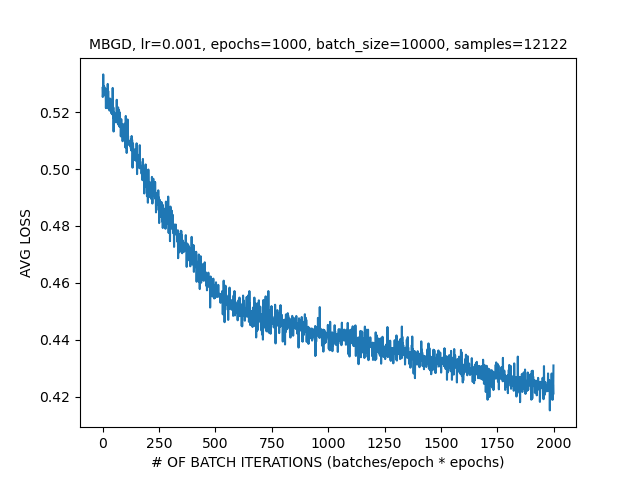 MBGD, lr=0.001, epochs=1000, batch_size=10000, samples=12122
0.52
0.50
0.48
0.46
0.44
0.42
AVG LOSS
0 250 500 750 1000 1250 1500 1750 2000
# OF BATCH ITERATIONS (batches/epoch * epochs)